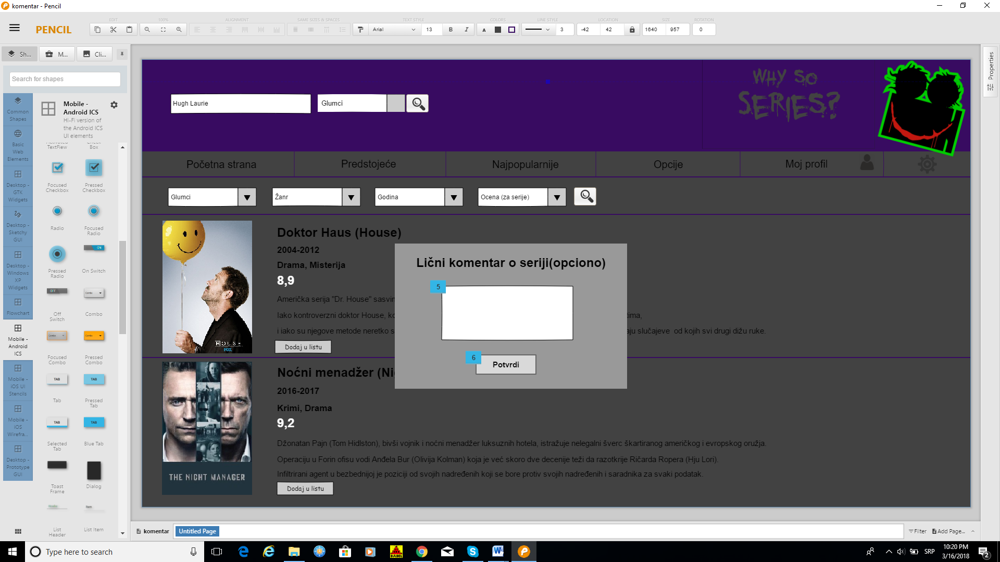 komentar - Pencil
EDIT
100%
ALIGNMENT
SAME SIZES & SPACES
TEXT STYLE
COLORS
LINE STYLE
LOCATION
SIZE
ROTATION
PENCIL
Arial
13
B
I
A
3
-42
42
1640
957
0
Sh...
M...
Cli...
Properties
Search for shapes
Common
Shapes
Basic
Web
Elements
Desktop -
GTK
Widgets
Desktop -
Sketchy
GUI
Desktop -
Windows
XP
Widgets
Flowchart
Mobile -
Android
ICS
Mobile -
iOS UI
Stencils
Mobile -
iOS
Wirefra...
Desktop -
Prototype
GUI
Mobile -
Android ICS
Hi-Fi version of
the Android ICS
UI elements
Activated
TextFiew
Check
Box
Focused
Checkbox
Pressed
Checkbox
Radio
Focused
Radio
Pressed
Radio
ON
On Switch
OFF
Off
Switch
Combo
Combo
Combo
Focused
Combo
Combo
Pressed
Combo
TAB
Tab
TAB
Pressed
Tab
TAB
Selected
Tab
TAB
Blue Tab
Toast
Frame
Dialog
Header
List
Header
Item
List Item
Hugh Laurie
Glumci
WHY SO
SERIES?
Početna strana
Predstojeće
Najpopularnije
Opcije
Moj profil
Glumci
Žanr
Godina
Ocena (za serije)
Doktor Haus (House)
2004-2012
Drama, Misterija
8,9
Američka serija "Dr. House" sasvim
Iako kontroverzni doktor House,
tima,
i iako su njegove metode neretko
aju slučajeve od kojih svi drugi dižu ruke.
HOUSE
FOX
Dodaj u listu
Lični komentar o seriji(opciono)
5
6
Potvrdi
Noćni menadžer
2016-2017
Krimi, Drama
9,2
Džonatan Pajn (Tom Hidlston), bivši vojnik i noćni menadžer luksuznih hotela, istražuje nelegalni šverc škartiranog američkog i evropskog oružja.
Operaciju u Forin ofisu vodi Anđela Bur (Olivija Kolman) koja je već skoro dve decenije teži da razotkrije Ričarda Ropera (Hju Lori).
Infiltrirani agent u bezbednijoj je poziciji od svojih nadređenih koji se bore protiv svojih nadređenih i saradnika za svaki podatak.
THE NIGHT MANAGER
Dodaj u listu
komentar
Untitled Page
Filter
Add Page...
Type here to search
BABEL
SRP
10:20 PM
3/16/2018
2